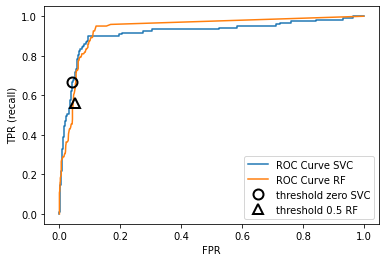 1.0
0.8
0.6
0.4
0.2
0.0
TPR (recall)
0.0 0.2 0.4 0.6 0.8 1.0
FPR
ROC Curve SVC
ROC Curve RF
threshold zero SVC
threshold 0.5 RF